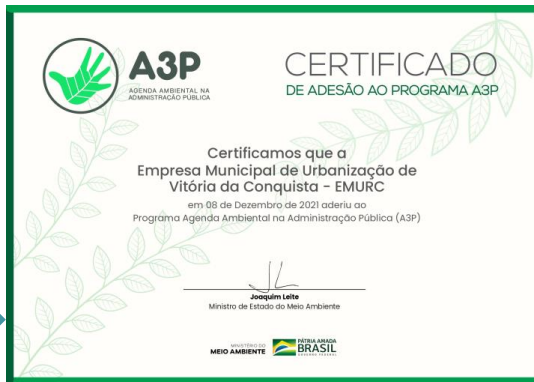 A3P
AGENDA AMBIENTAL NA
ADMINISTRAÇÃO PÚBLICA
CERTIFICADO
DE ADESÃO AO PROGRAMA A3P
Certificamos que a
Empresa Municipal de Urbanização de
Vitória da Conquista - EMURC
em 08 de Dezembro de 2021 aderiu ao
Programa Agenda Ambiental na Administração Pública (A3P)
Joaquim Leite
Ministro de Estado do Meio Ambiente
MINISTÉRIO DO
MEIO AMBIENTE
PÁTRIA AMADA
BRASIL
GOVERNO FEDERAL